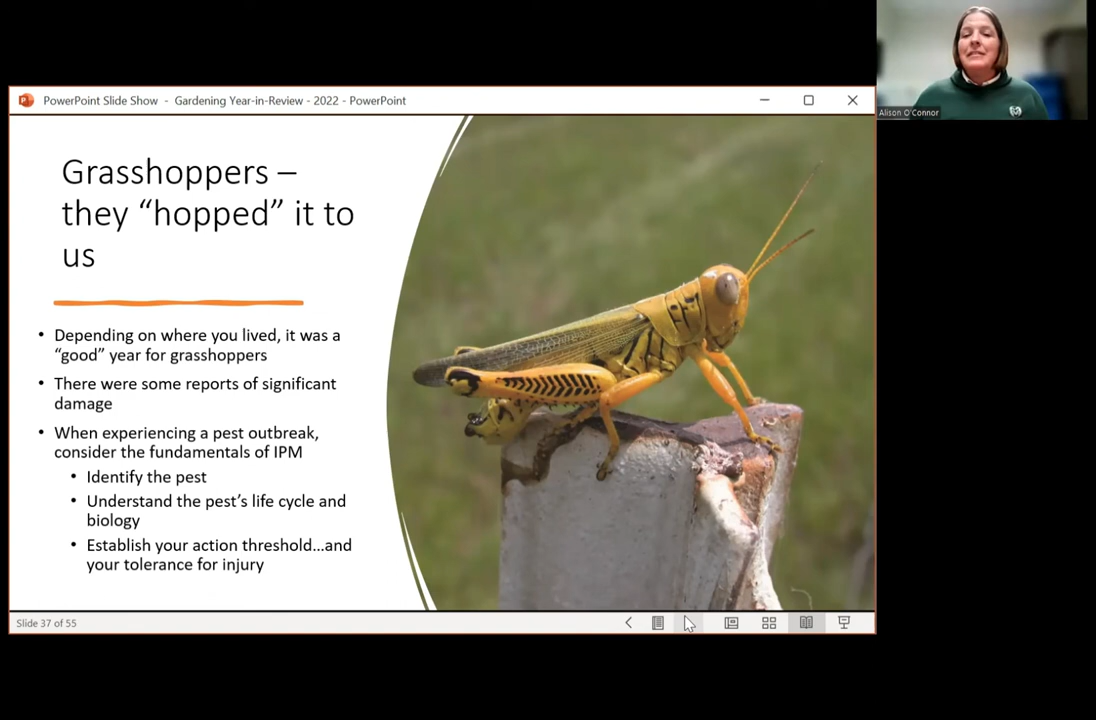 PowerPoint Slide Show - Gardening Year-in-Review - 2022 - PowerPoint
Alison O'Connor
Grasshoppers –
they “hopped” it to
us
• Depending on where you lived, it was a
“good” year for grasshoppers
• There were some reports of significant
damage
• When experiencing a pest outbreak,
consider the fundamentals of IPM
• Identify the pest
• Understand the pest’s life cycle and
biology
• Establish your action threshold...and
your tolerance for injury
Slide 37 of 55